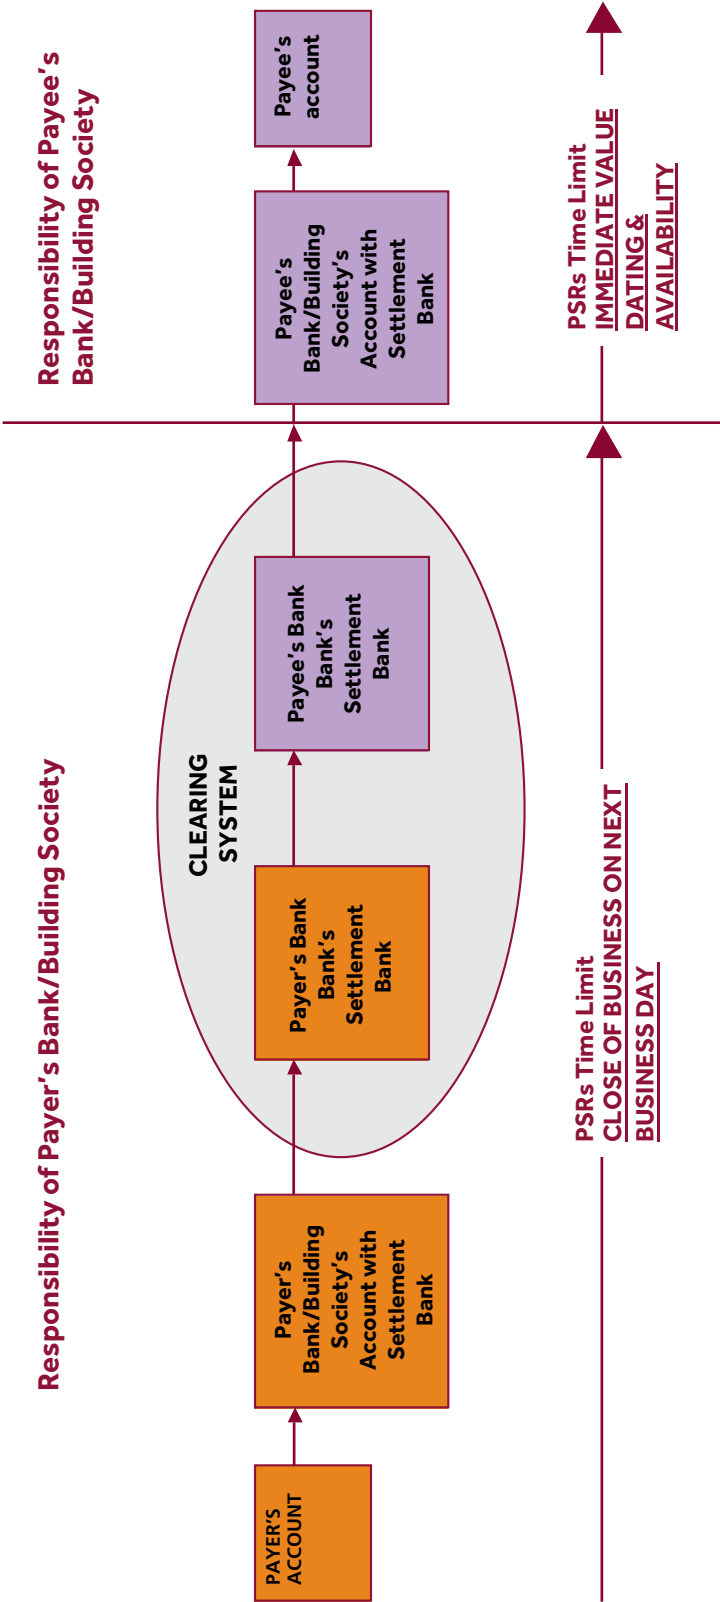 Responsibility of Payer's Bank/Building Society
Responsibility of Payee's
Bank/Building Society
CLEARING
SYSTEM
PAYER'S
ACCOUNT
Payer's
Bank/Building
Society's
Account with
Settlement
Bank
Payer's Bank
Bank's
Settlement
Bank
Payee's Bank
Bank's
Settlement
Bank
Payee's
Bank/Building
Society's
Account with
Settlement
Bank
Payee's
account
PSRs Time Limit
CLOSE OF BUSINESS ON NEXT
BUSINESS DAY
PSRs Time Limit
IMMEDIATE VALUE
DATING &
AVAILABILITY